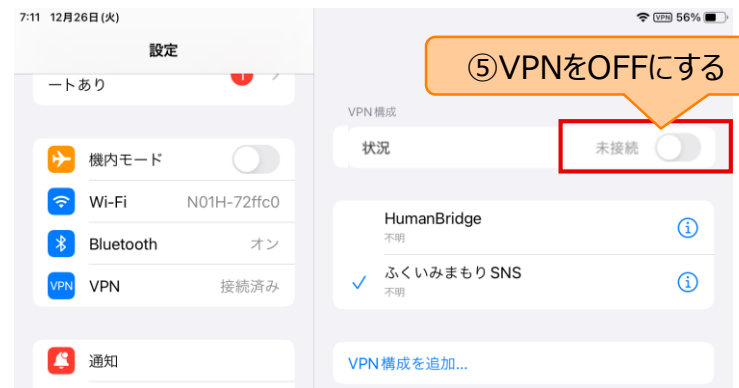 7:11 12月26日(火)
VPN 56%
設定
⑤VPNをOFFにする
ートあり
VPN構成
状況
未接続
機内モード
Wi-Fi
N01H-72ffc0
HumanBridge
不明
Bluetooth
オン
ふくいみまもりSNS
不明
VPN
VPN
接続済み
通知
VPN構成を追加...